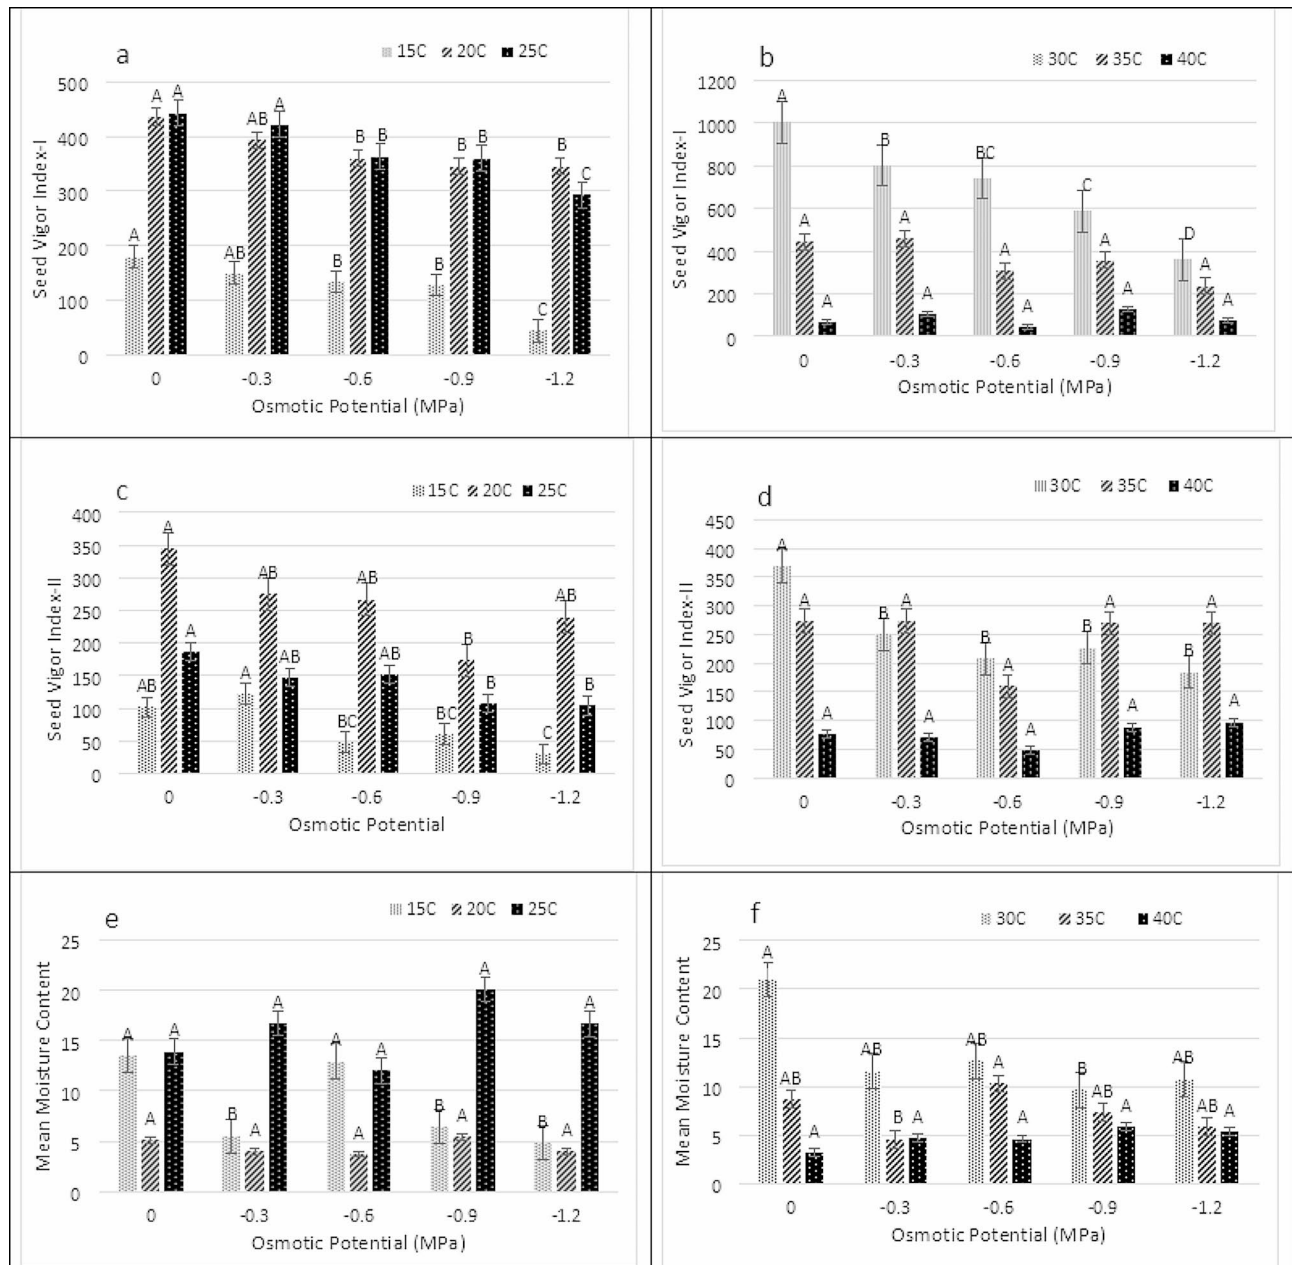 a
15C 20C 25C
500
400
300
200
100
0
Seed Vigor Index-I
A A A
AB AB A
B B B
B B B
C B C
0 -0.3 -0.6 -0.9 -1.2
Osmotic Potential (MPa)
b
30C 35C 40C
1200
1000
800
600
400
200
0
Seed Vigor Index-I
A A A
B A A
BC A A
C A A
D A A
0 -0.3 -0.6 -0.9 -1.2
Osmotic Potential (MPa)
c
15C 20C 25C
400
350
300
250
200
150
100
50
0
Seed Vigor Index-II
AB A A
A AB AB
BC AB AB
BC B B
C AB B
0 -0.3 -0.6 -0.9 -1.2
Osmotic Potential
d
30C 35C 40C
450
400
350
300
250
200
150
100
50
0
Seed Vigor Index-II
A A A
B A A
B A A
B A A
B A A
0 -0.3 -0.6 -0.9 -1.2
Osmotic Potential (MPa)
e
15C 20C 25C
25
20
15
10
5
0
Mean Moisture Content
A A A
B A A
A A A
B A A
B A A
0 -0.3 -0.6 -0.9 -1.2
Osmotic Potential (MPa)
f
30C 35C 40C
25
20
15
10
5
0
Mean Moisture Content
A AB A
AB B A
AB A A
B AB A
AB AB A
0 -0.3 -0.6 -0.9 -1.2
Osmotic Potential (MPa)